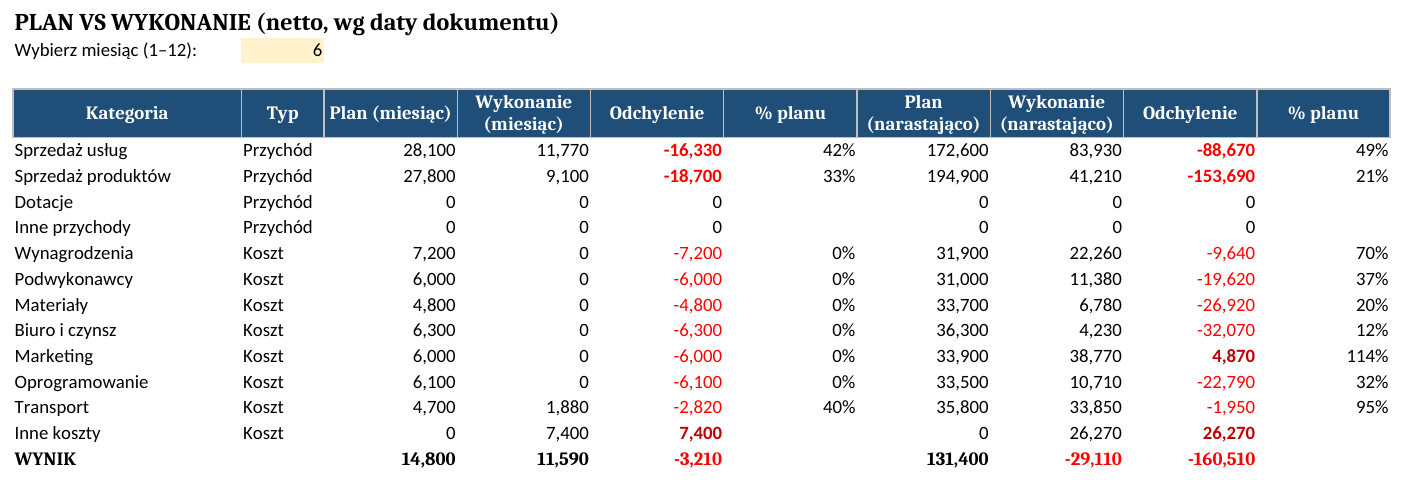 PLAN VS WYKONANIE (netto, wg daty dokumentu)
Wybierz miesiąc (1–12): 6
Kategoria Typ Plan (miesiąc) Wykonanie (miesiąc) Odchylenie % planu Plan (narastająco) Wykonanie (narastająco) Odchylenie % planu
Sprzedaż usług Przychód 28,100 11,770 -16,330 42% 172,600 83,930 -88,670 49%
Sprzedaż produktów Przychód 27,800 9,100 -18,700 33% 194,900 41,210 -153,690 21%
Dotacje Przychód 0 0 0 0 0 0
Inne przychody Przychód 0 0 0 0 0 0
Wynagrodzenia Koszt 7,200 0 -7,200 0% 31,900 22,260 -9,640 70%
Podwykonawcy Koszt 6,000 0 -6,000 0% 31,000 11,380 -19,620 37%
Materiały Koszt 4,800 0 -4,800 0% 33,700 6,780 -26,920 20%
Biuro i czynsz Koszt 6,300 0 -6,300 0% 36,300 4,230 -32,070 12%
Marketing Koszt 6,000 0 -6,000 0% 33,900 38,770 4,870 114%
Oprogramowanie Koszt 6,100 0 -6,100 0% 33,500 10,710 -22,790 32%
Transport Koszt 4,700 1,880 -2,820 40% 35,800 33,850 -1,950 95%
Inne koszty Koszt 0 7,400 7,400 0 26,270 26,270
WYNIK 14,800 11,590 -3,210 131,400 -29,110 -160,510